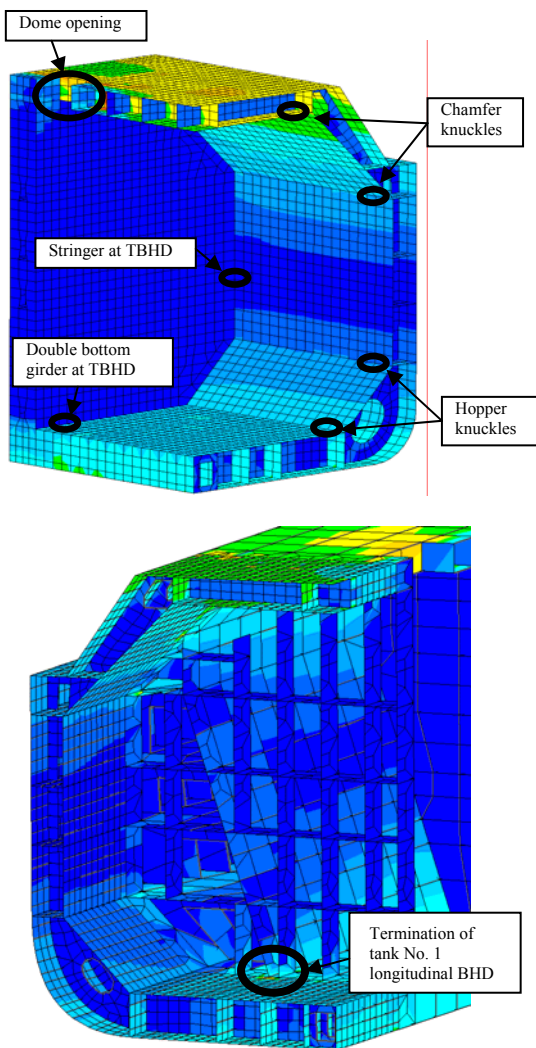 Dome opening
Chamfer
knuckles
Stringer at TBHD
Double bottom
girder at TBHD
Hopper
knuckles
Termination of
tank No. 1
longitudinal BHD